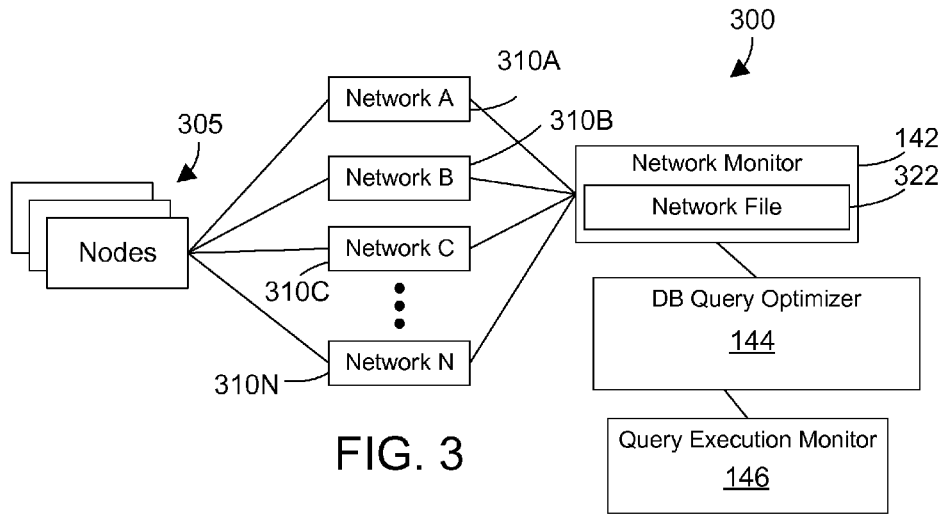 300
310A
Network A
310B
305
Network B
Network Monitor
142
322
Network File
Nodes
Network C
310C
DB Query Optimizer
144
Network N
310N
Query Execution Monitor
146
FIG. 3